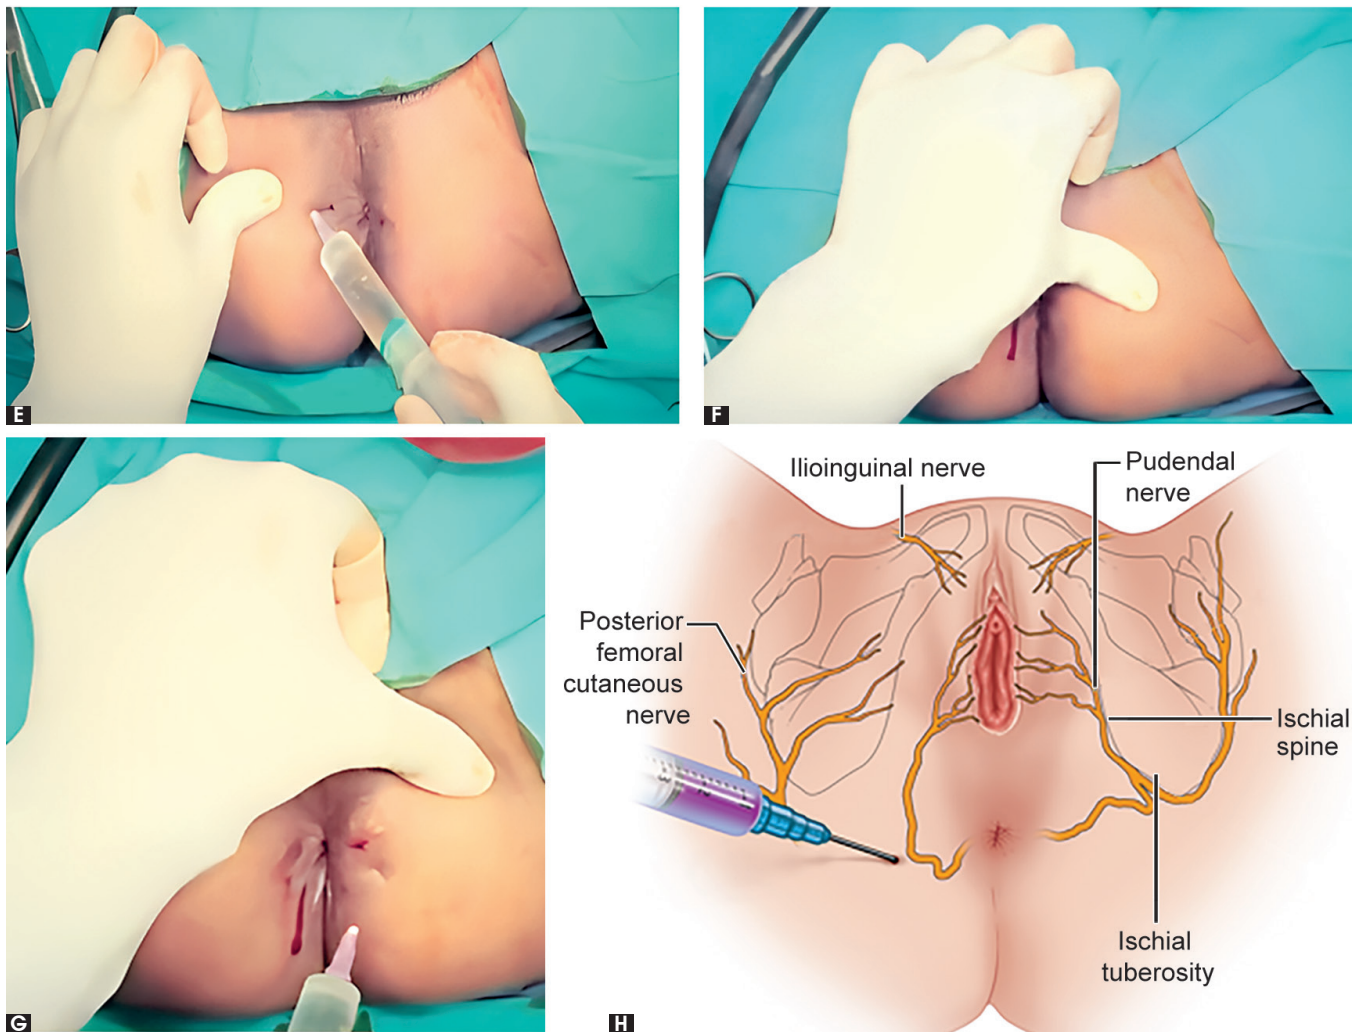 E
F
G
Ilioinguinal nerve
Pudendal
nerve
Posterior
femoral
cutaneous
nerve
Ischial
spine
Ischial
tuberosity
H